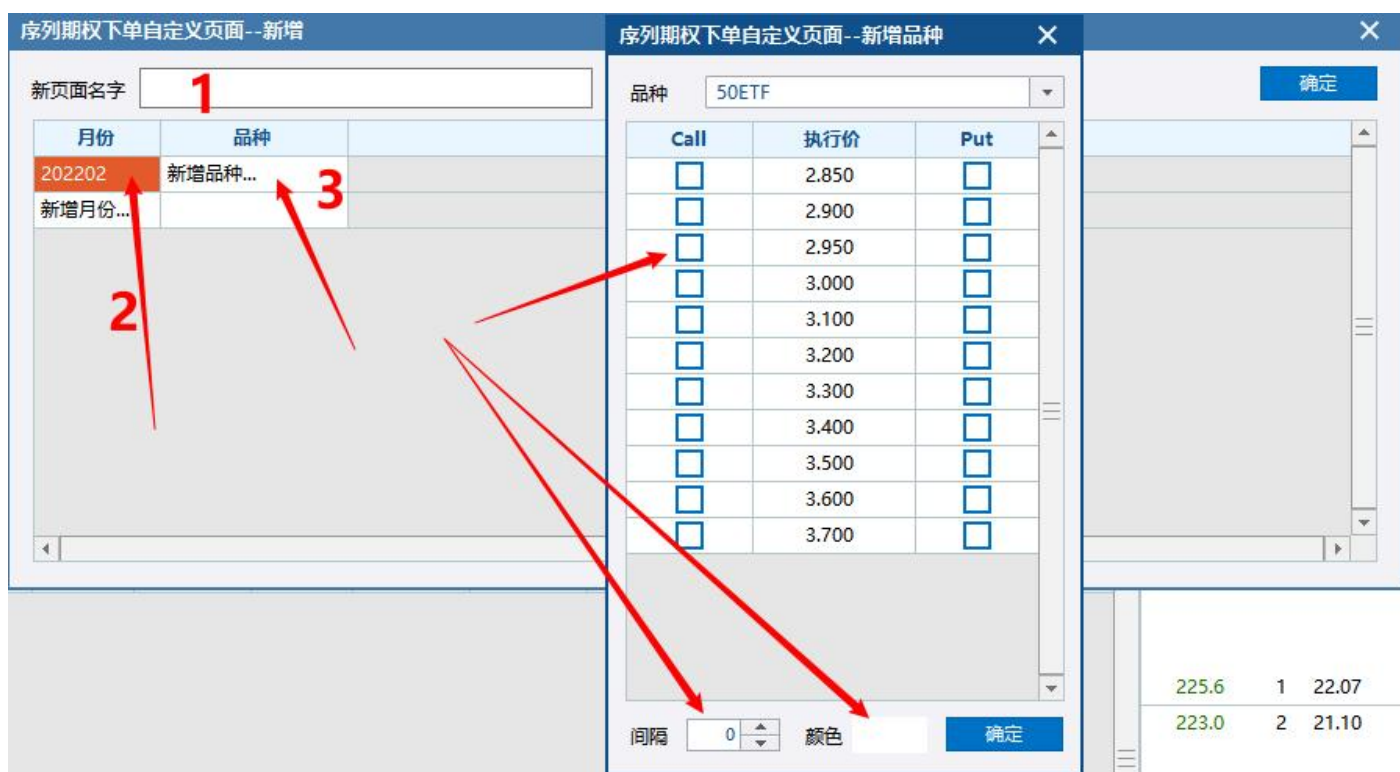 序列期权下单自定义页面--新增
新页面名字
1
确定
月份 品种
202202 新增品种...
3
新增月份...
2
序列期权下单自定义页面--新增品种
品种 50ETF
Call 执行价 Put
2.850
2.900
2.950
3.000
3.100
3.200
3.300
3.400
3.500
3.600
3.700
间隔 0 颜色 确定
225.6 1 22.07
223.0 2 21.10